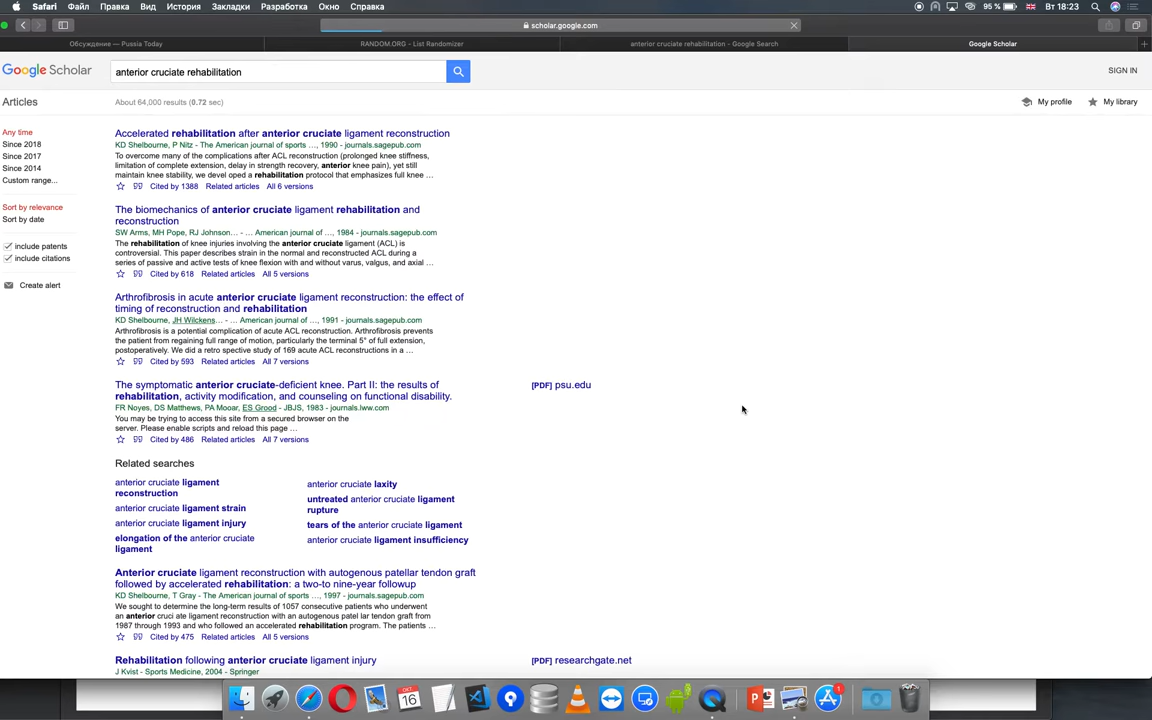 Safari Файл Правка Вид История Закладки Разработка Окно Справка 95 % Вт 18:23
scholar.google.com
Обсуждение — Pussia Today RANDOM.ORG - List Randomizer anterior cruciate rehabilitation - Google Search Google Scholar
Google Scholar anterior cruciate rehabilitation SIGN IN
Articles About 64,000 results (0.72 sec) My profile My library
Any time
Since 2018
Since 2017
Since 2014
Custom range...
Sort by relevance
Sort by date
include patents
include citations
Create alert
Accelerated rehabilitation after anterior cruciate ligament reconstruction
KD Shelbourne, P Nitz - The American journal of sports …, 1990 - journals.sagepub.com
To overcome many of the complications after ACL reconstruction (prolonged knee stiffness,
limitation of complete extension, delay in strength recovery, anterior knee pain), yet still
maintain knee stability, we devel oped a rehabilitation protocol that emphasizes full knee …
Cited by 1388 Related articles All 6 versions
The biomechanics of anterior cruciate ligament rehabilitation and
reconstruction
SW Arms, MH Pope, RJ Johnson… - … American journal of …, 1984 - journals.sagepub.com
The rehabilitation of knee injuries involving the anterior cruciate ligament (ACL) is
controversial. This paper describes strain in the normal and reconstructed ACL during a
series of passive and active tests of knee flexion with and without varus, valgus, and axial …
Cited by 618 Related articles All 5 versions
Arthrofibrosis in acute anterior cruciate ligament reconstruction: the effect of
timing of reconstruction and rehabilitation
KD Shelbourne, JH Wilckens… - … American journal of …, 1991 - journals.sagepub.com
Arthrofibrosis is a potential complication of acute ACL reconstruction. Arthrofibrosis prevents
the patient from regaining full range of motion, particularly the terminal 5° of full extension,
postoperatively. We did a retro spective study of 169 acute ACL reconstructions in a …
Cited by 593 Related articles All 7 versions
The symptomatic anterior cruciate-deficient knee. Part II: the results of
rehabilitation, activity modification, and counseling on functional disability.
[PDF] psu.edu
FR Noyes, DS Matthews, PA Mooar, ES Grood - JBJS, 1983 - journals.lww.com
You may be trying to access this site from a secured browser on the
server. Please enable scripts and reload this page …
Cited by 486 Related articles All 7 versions
Related searches
anterior cruciate ligament
reconstruction
anterior cruciate ligament strain
anterior cruciate ligament injury
elongation of the anterior cruciate
ligament
anterior cruciate laxity
untreated anterior cruciate ligament
rupture
tears of the anterior cruciate ligament
anterior cruciate ligament insufficiency
Anterior cruciate ligament reconstruction with autogenous patellar tendon graft
followed by accelerated rehabilitation: a two-to nine-year followup
KD Shelbourne, T Gray - The American journal of sports …, 1997 - journals.sagepub.com
We sought to determine the long-term results of 1057 consecutive patients who underwent
an anterior cruci ate ligament reconstruction with an autogenous patel lar tendon graft from
1987 through 1993 and who followed an accelerated rehabilitation program. The patients …
Cited by 475 Related articles All 5 versions
Rehabilitation following anterior cruciate ligament injury
[PDF] researchgate.net
J Kvist - Sports Medicine, 2004 - Springer
ОКТ
16
1